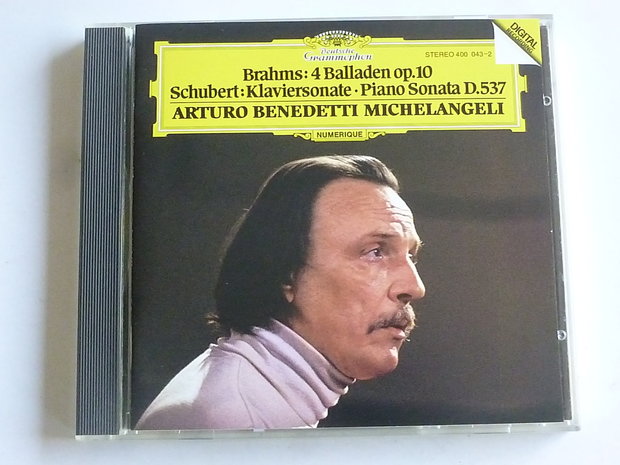 Deutsche
Grammophon
STEREO 400 043-2
DIGITAL
RECORDING
Brahms: 4 Balladen op.10
Schubert: Klaviersonate · Piano Sonata D.537
ARTURO BENEDETTI MICHELANGELI
NUMERIQUE